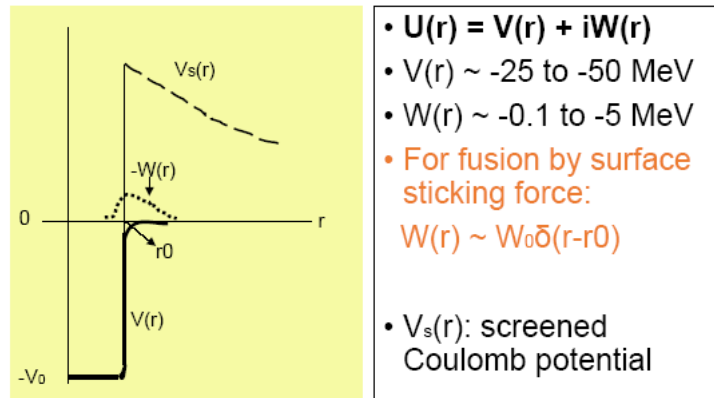 Vs(r)
-W(r)
0
r
r0
V(r)
-V₀
• U(r) = V(r) + iW(r)
• V(r) ~ -25 to -50 MeV
• W(r) ~ -0.1 to -5 MeV
• For fusion by surface
sticking force:
W(r) ~ W₀δ(r-r0)
• Vₛ(r): screened
Coulomb potential